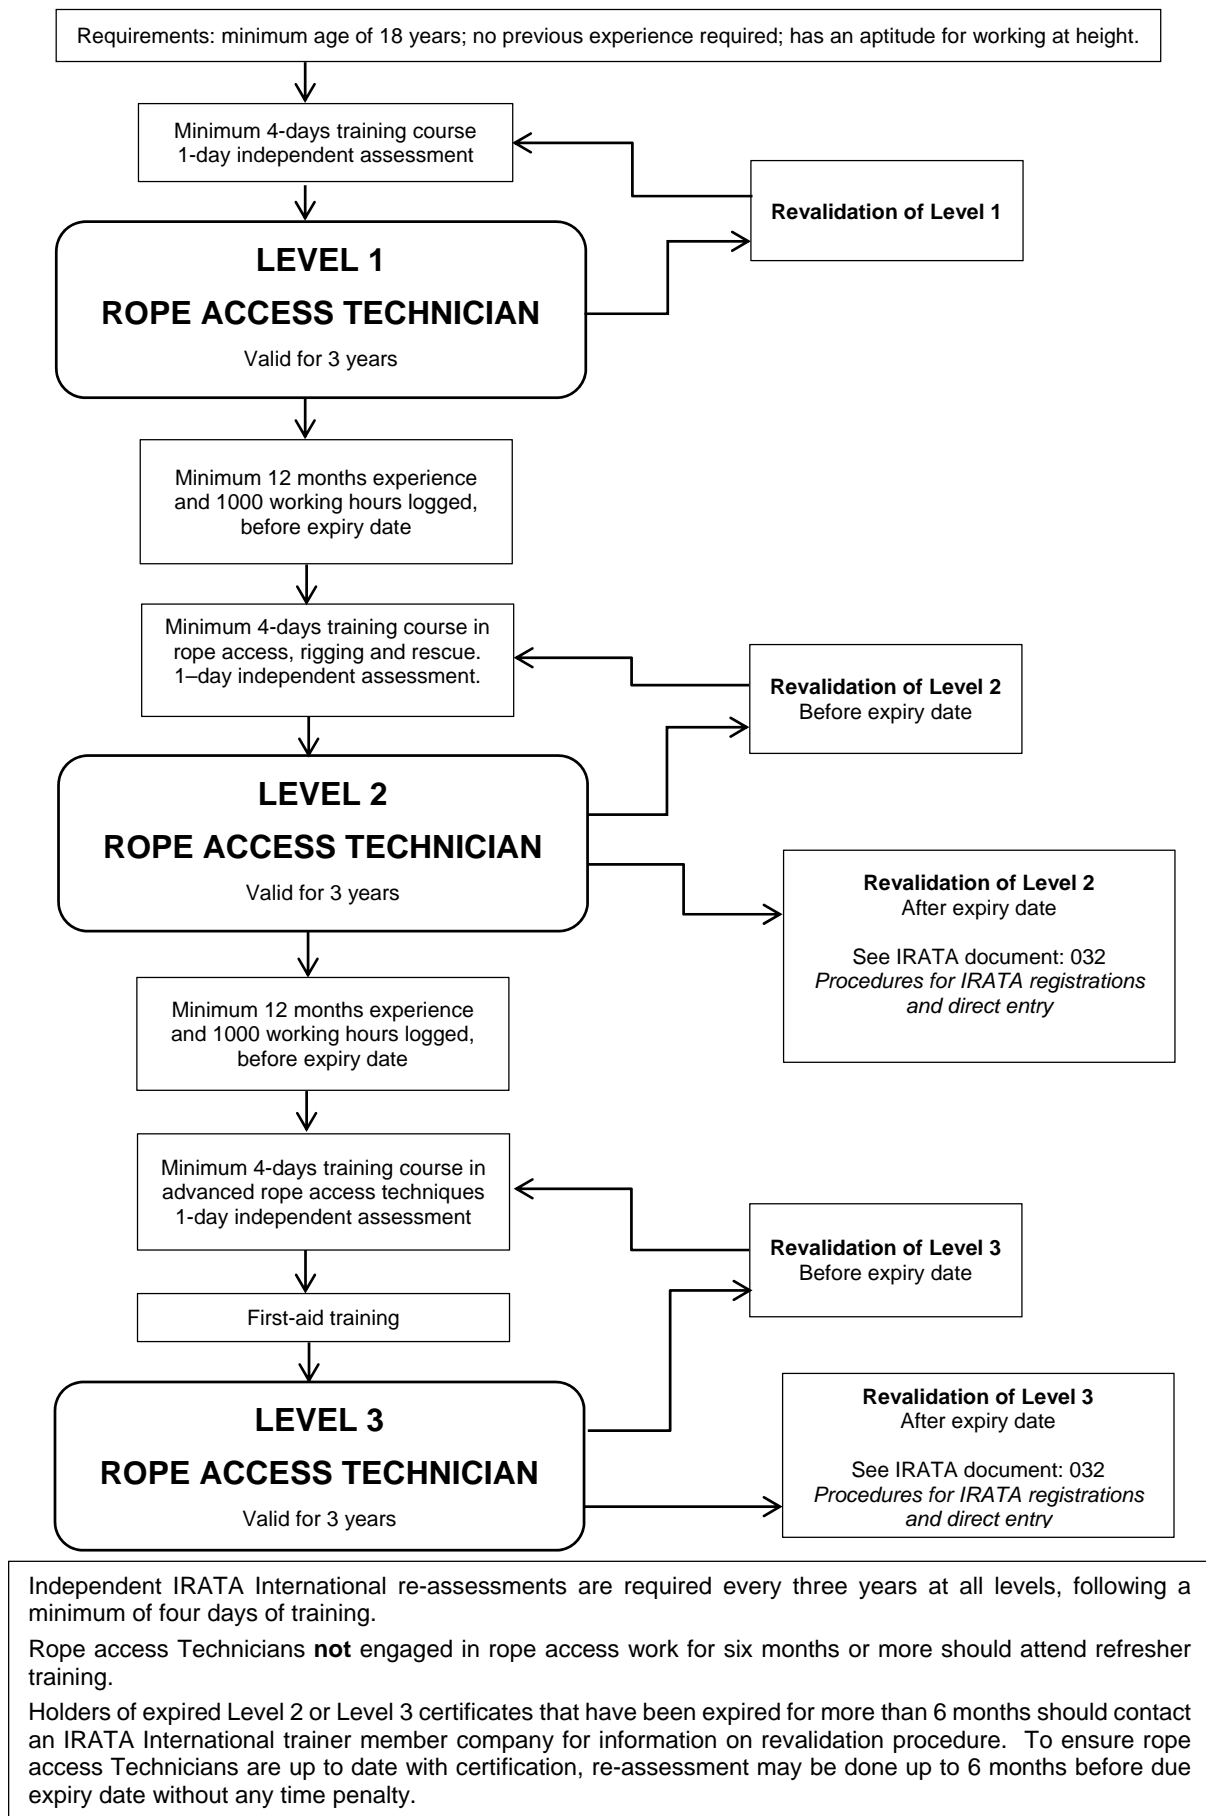 Requirements: minimum age of 18 years; no previous experience required; has an aptitude for working at height.
Minimum 4-days training course
1-day independent assessment
Revalidation of Level 1
LEVEL 1
ROPE ACCESS TECHNICIAN
Valid for 3 years
Minimum 12 months experience
and 1000 working hours logged,
before expiry date
Minimum 4-days training course in
rope access, rigging and rescue.
1–day independent assessment.
Revalidation of Level 2
Before expiry date
LEVEL 2
ROPE ACCESS TECHNICIAN
Valid for 3 years
Revalidation of Level 2
After expiry date
See IRATA document: 032
Procedures for IRATA registrations
and direct entry
Minimum 12 months experience
and 1000 working hours logged,
before expiry date
Minimum 4-days training course in
advanced rope access techniques
1-day independent assessment
Revalidation of Level 3
Before expiry date
First-aid training
LEVEL 3
ROPE ACCESS TECHNICIAN
Valid for 3 years
Revalidation of Level 3
After expiry date
See IRATA document: 032
Procedures for IRATA registrations
and direct entry
Independent IRATA International re-assessments are required every three years at all levels, following a
minimum of four days of training.
Rope access Technicians not engaged in rope access work for six months or more should attend refresher
training.
Holders of expired Level 2 or Level 3 certificates that have been expired for more than 6 months should contact
an IRATA International trainer member company for information on revalidation procedure. To ensure rope
access Technicians are up to date with certification, re-assessment may be done up to 6 months before due
expiry date without any time penalty.